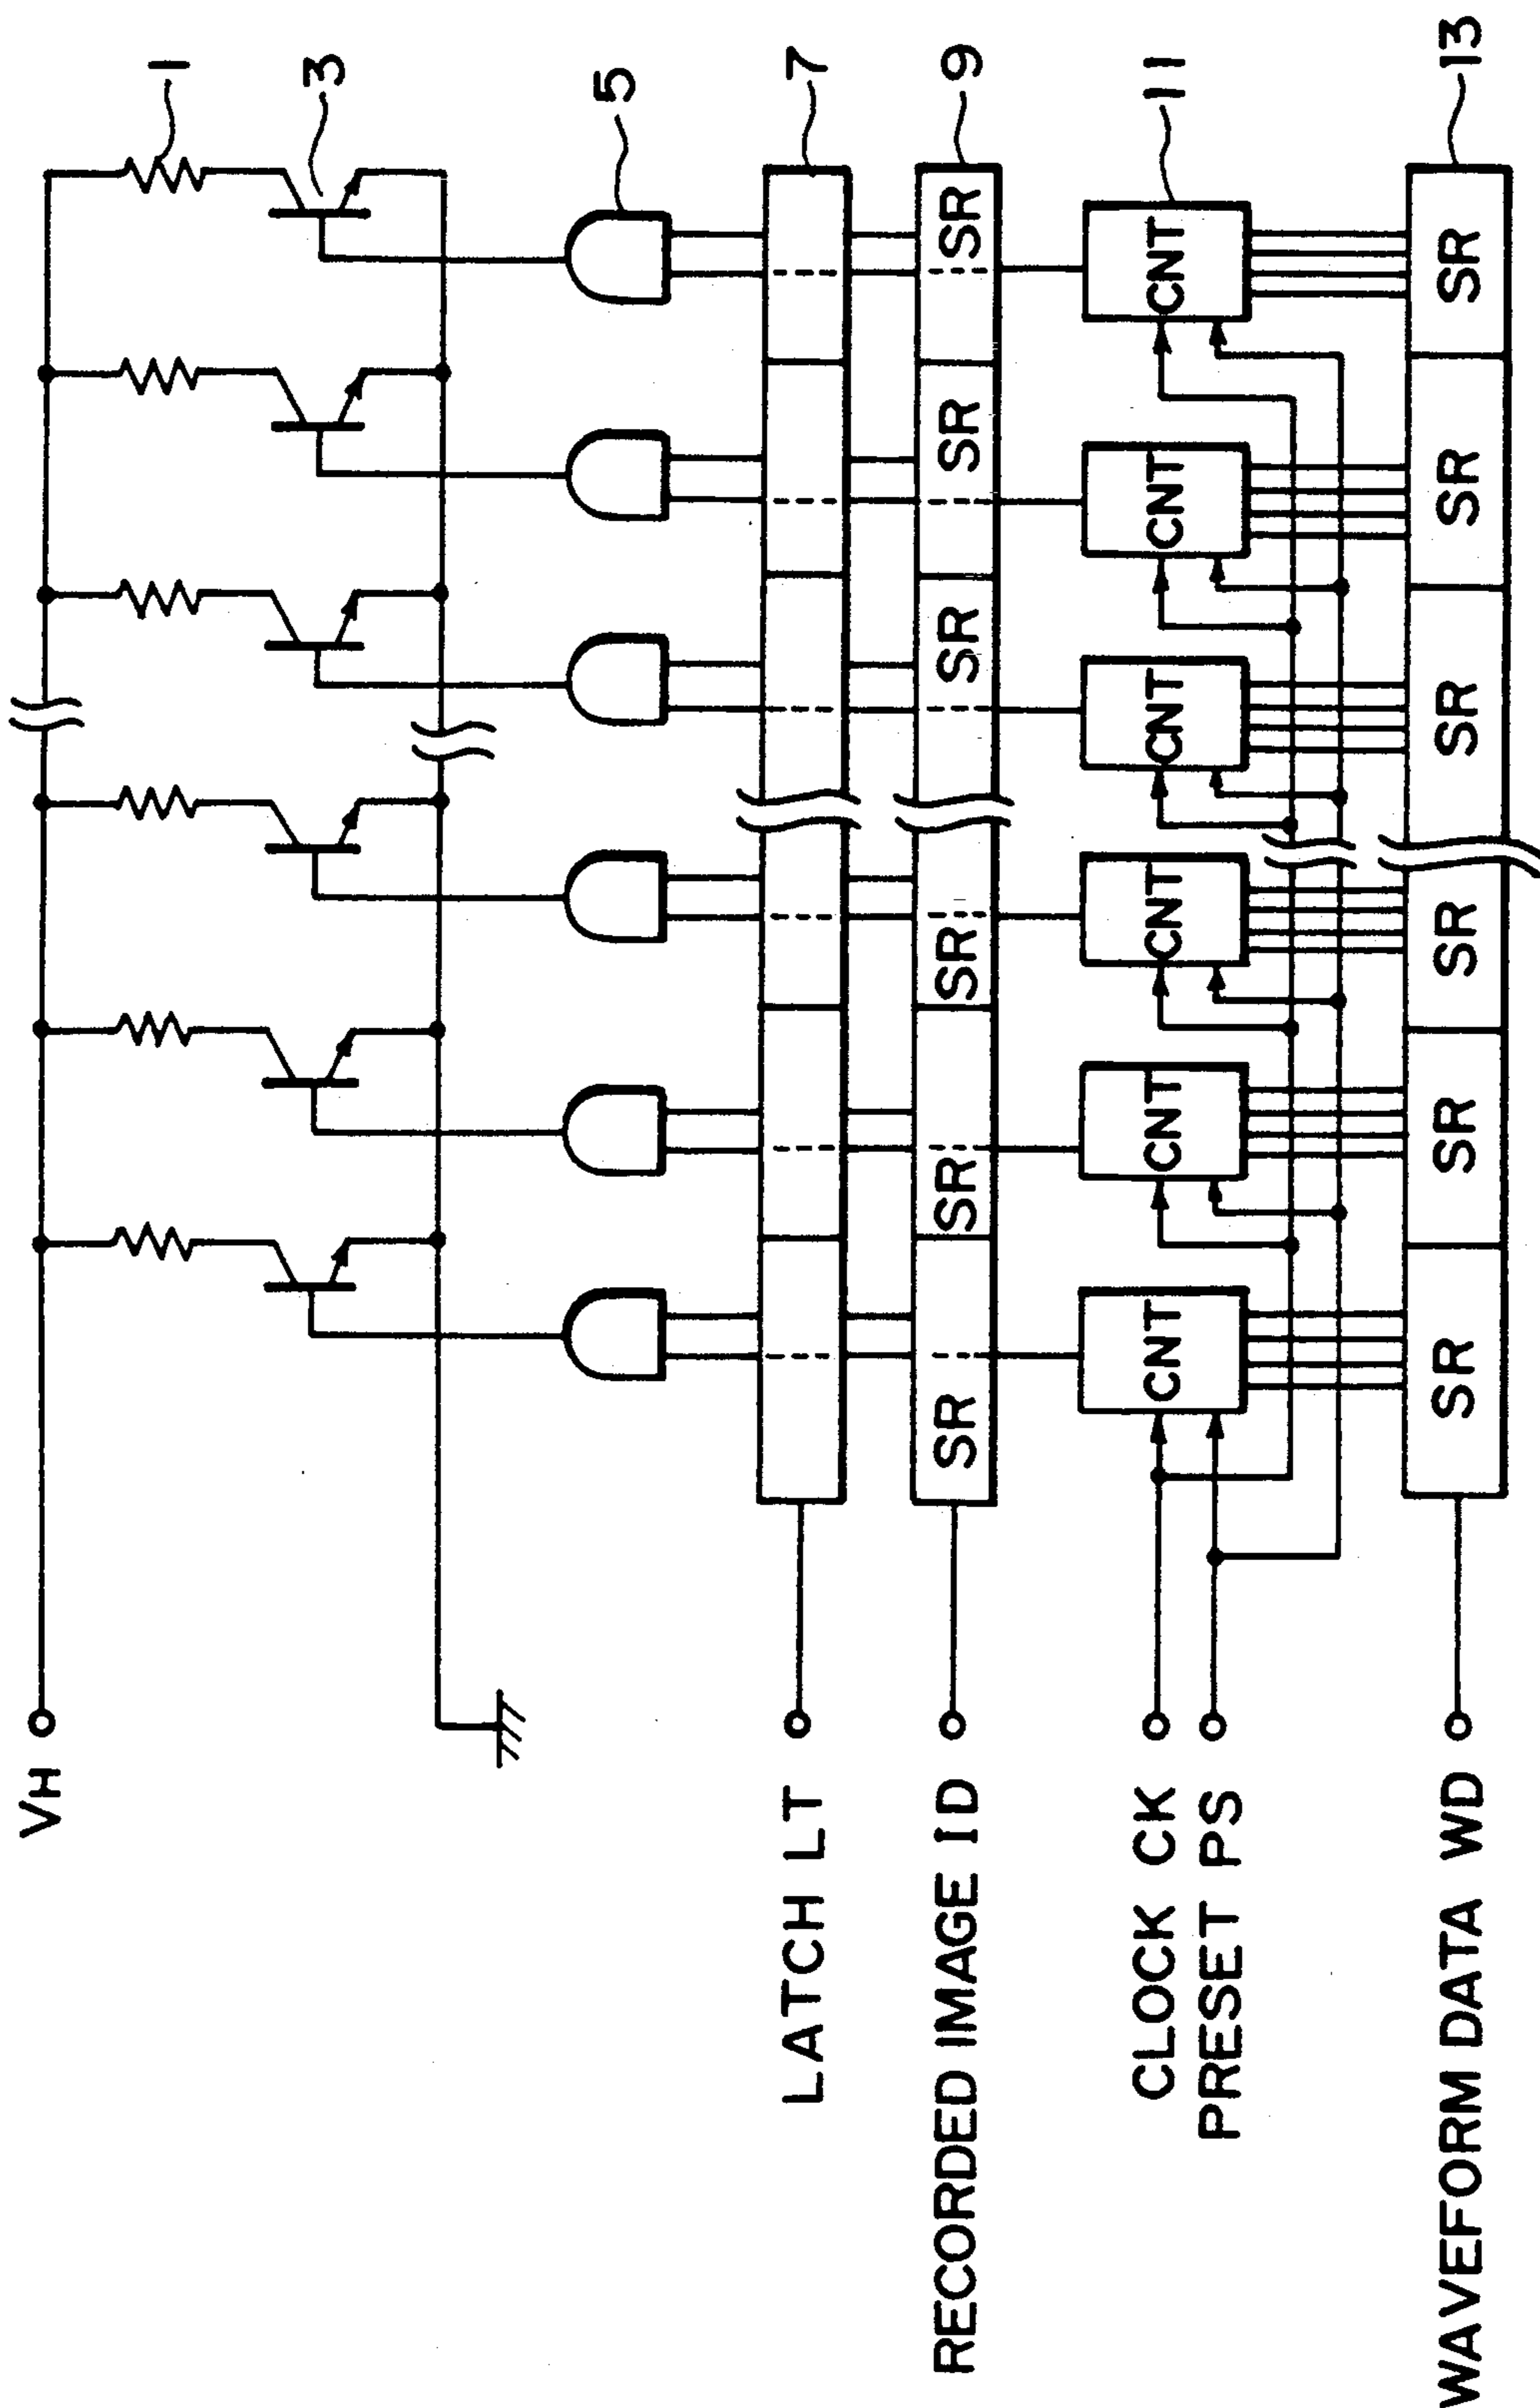 VH
1
3
5
LATCH LT
7
RECORDED IMAGE ID
SR SR SR SR SR SR
9
CLOCK CK
PRESET PS
CNT CNT CNT CNT CNT CNT
11
WAVEFORM DATA WD
SR SR SR SR SR SR
13